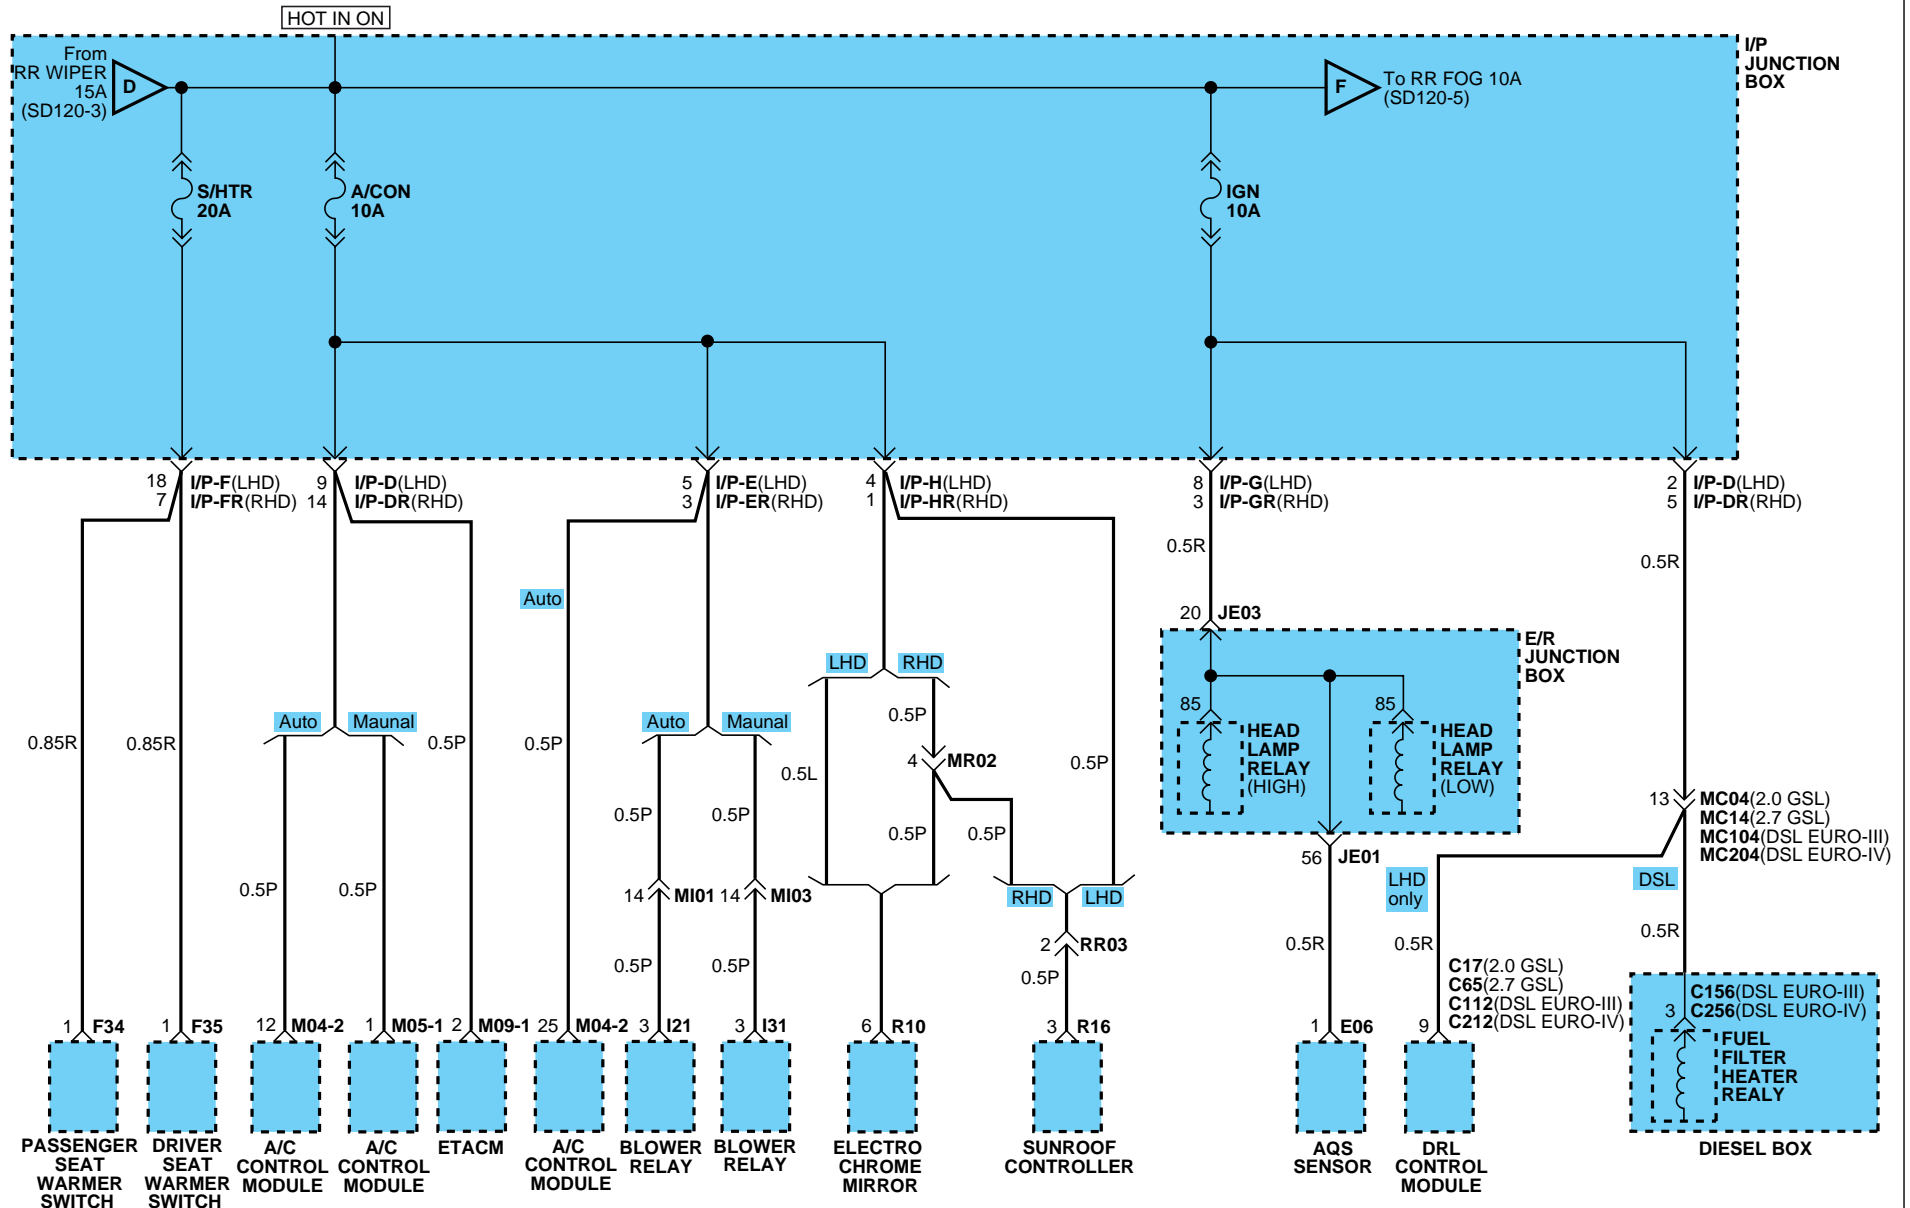 HOT IN ON
From
RR WIPER
15A
(SD120-3)
D
F
To RR FOG 10A
(SD120-5)
I/P
JUNCTION
BOX
S/HTR
20A
A/CON
10A
IGN
10A
18 I/P-F(LHD)
7 I/P-FR(RHD)
9 I/P-D(LHD)
14 I/P-DR(RHD)
5 I/P-E(LHD)
3 I/P-ER(RHD)
4 I/P-H(LHD)
1 I/P-HR(RHD)
8 I/P-G(LHD)
3 I/P-GR(RHD)
2 I/P-D(LHD)
5 I/P-DR(RHD)
0.5R
0.5R
Auto
20 JE03
E/R
JUNCTION
BOX
LHD
RHD
85
85
HEAD
LAMP
RELAY
(HIGH)
HEAD
LAMP
RELAY
(LOW)
0.85R
0.85R
Auto
Maunal
0.5P
0.5P
Auto
Maunal
0.5P
4 MR02
0.5L
0.5P
0.5P
0.5P
0.5P
0.5P
13 MC04(2.0 GSL)
MC14(2.7 GSL)
MC104(DSL EURO-III)
MC204(DSL EURO-IV)
56 JE01
0.5P
0.5P
14 MI01
14 MI03
RHD
LHD
LHD
only
DSL
2 RR03
0.5P
0.5P
0.5P
0.5R
0.5R
0.5R
C17(2.0 GSL)
C65(2.7 GSL)
C112(DSL EURO-III)
C212(DSL EURO-IV)
C156(DSL EURO-III)
3 C256(DSL EURO-IV)
1 F34
1 F35
12 M04-2
1 M05-1
2 M09-1
25 M04-2
3 I21
3 I31
6 R10
3 R16
1 E06
9
FUEL
FILTER
HEATER
REALY
PASSENGER
SEAT
WARMER
SWITCH
DRIVER
SEAT
WARMER
SWITCH
A/C
CONTROL
MODULE
A/C
CONTROL
MODULE
ETACM
A/C
CONTROL
MODULE
BLOWER
RELAY
BLOWER
RELAY
ELECTRO
CHROME
MIRROR
SUNROOF
CONTROLLER
AQS
SENSOR
DRL
CONTROL
MODULE
DIESEL BOX